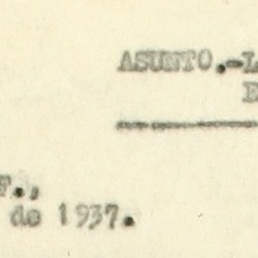 ASUNTO.-L
E
F.,
de 1937.